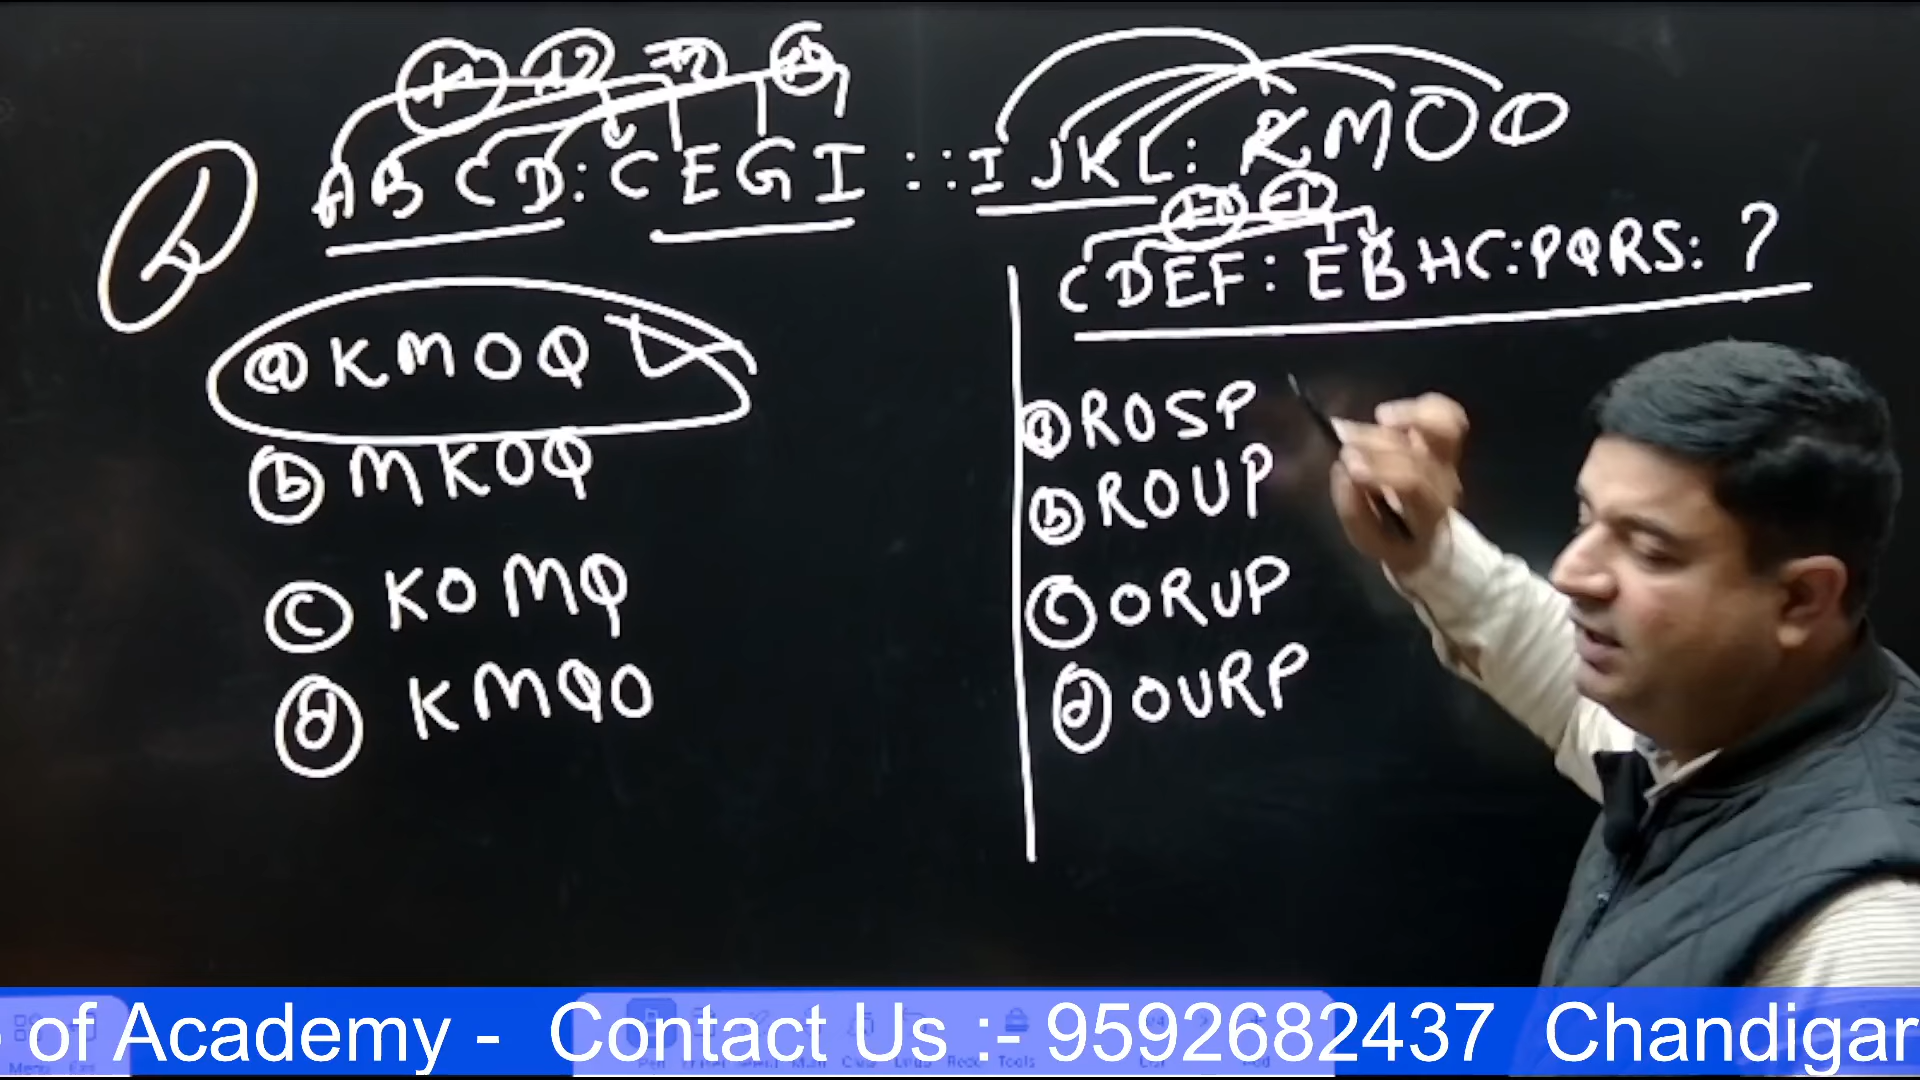 ABCD : CEGI :: IJKL : KMOQ
CDEF : EBHC : PQRS : ?
(a) KMOQ
(b) MKOQ
(c) KOMQ
(d) KMQO
(a) ROSP
(b) ROUP
(c) ORUP
(d) OURP
of Academy - Contact Us :- 9592682437 Chandigar